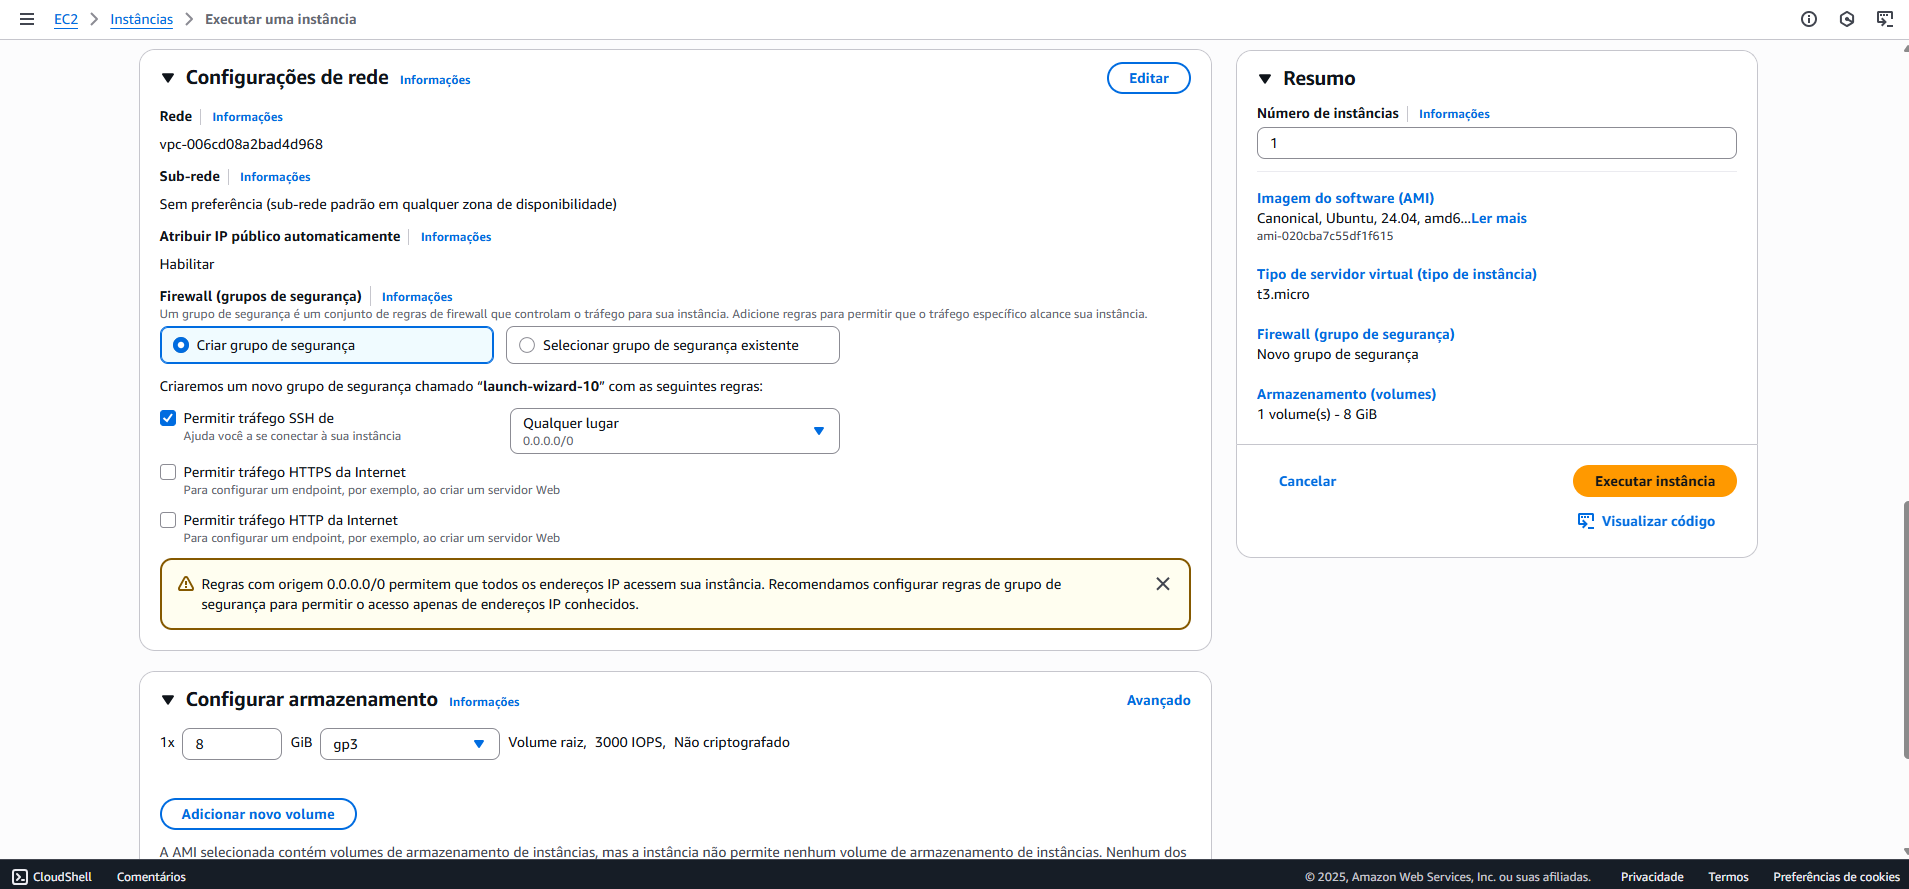 EC2 > Instâncias > Executar uma instância
Configurações de rede Informações
Editar
Rede Informações
vpc-006cd08a2bad4d968
Sub-rede Informações
Sem preferência (sub-rede padrão em qualquer zona de disponibilidade)
Atribuir IP público automaticamente Informações
Habilitar
Firewall (grupos de segurança) Informações
Um grupo de segurança é um conjunto de regras de firewall que controlam o tráfego para sua instância. Adicione regras para permitir que o tráfego específico alcance sua instância.
Criar grupo de segurança
Selecionar grupo de segurança existente
Criaremos um novo grupo de segurança chamado “launch-wizard-10” com as seguintes regras:
Permitir tráfego SSH de
Ajuda você a se conectar à sua instância
Qualquer lugar
0.0.0.0/0
Permitir tráfego HTTPS da Internet
Para configurar um endpoint, por exemplo, ao criar um servidor Web
Permitir tráfego HTTP da Internet
Para configurar um endpoint, por exemplo, ao criar um servidor Web
Regras com origem 0.0.0.0/0 permitem que todos os endereços IP acessem sua instância. Recomendamos configurar regras de grupo de
segurança para permitir o acesso apenas de endereços IP conhecidos.
Configurar armazenamento Informações
Avançado
1x 8 GiB gp3 Volume raiz, 3000 IOPS, Não criptografado
Adicionar novo volume
A AMI selecionada contém volumes de armazenamento de instâncias, mas a instância não permite nenhum volume de armazenamento de instâncias. Nenhum dos
Resumo
Número de instâncias Informações
1
Imagem do software (AMI)
Canonical, Ubuntu, 24.04, amd6...Ler mais
ami-020cba7c55df1f615
Tipo de servidor virtual (tipo de instância)
t3.micro
Firewall (grupo de segurança)
Novo grupo de segurança
Armazenamento (volumes)
1 volume(s) - 8 GiB
Cancelar
Executar instância
Visualizar código
CloudShell Comentários
© 2025, Amazon Web Services, Inc. ou suas afiliadas. Privacidade Termos Preferências de cookies